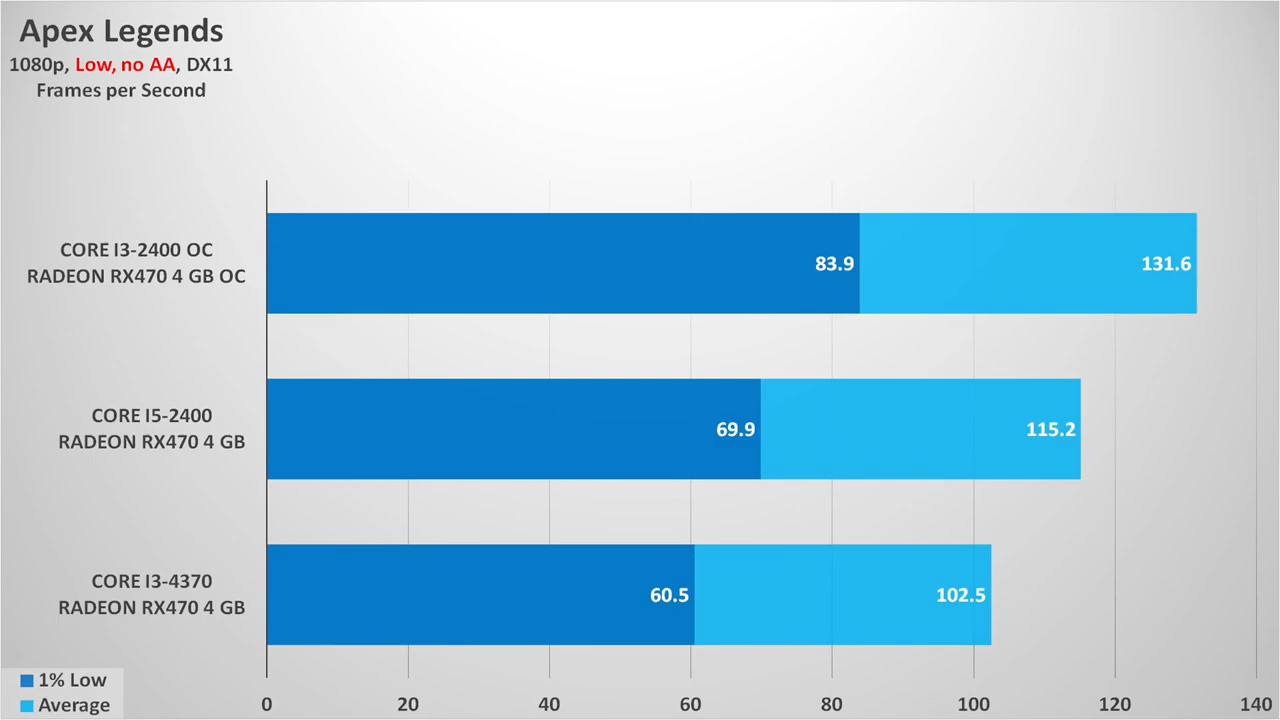 Apex Legends
1080p, Low, no AA, DX11
Frames per Second
CORE I3-2400 OC
RADEON RX470 4 GB OC
83.9
131.6
CORE I5-2400
RADEON RX470 4 GB
69.9
115.2
CORE I3-4370
RADEON RX470 4 GB
60.5
102.5
1% Low
Average
0 20 40 60 80 100 120 140